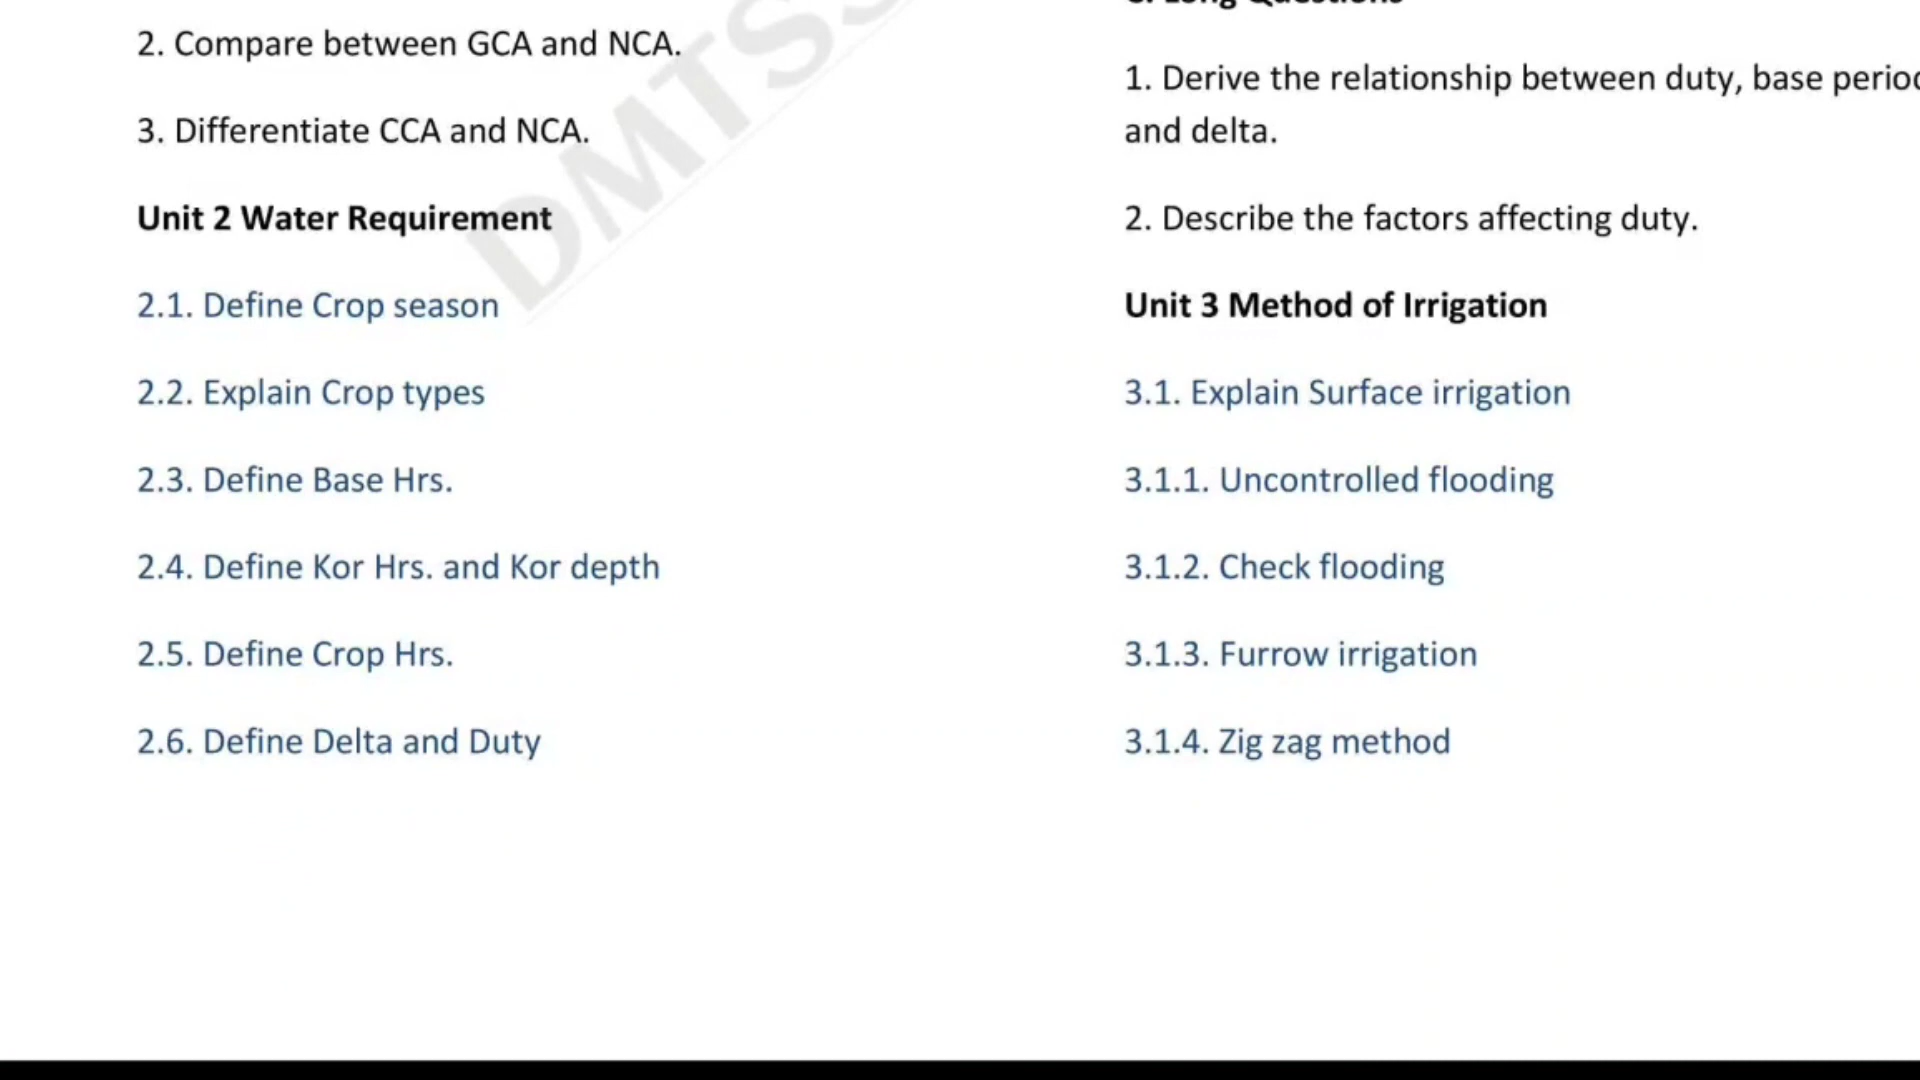 2. Compare between GCA and NCA.
3. Differentiate CCA and NCA.
Unit 2 Water Requirement
2.1. Define Crop season
2.2. Explain Crop types
2.3. Define Base Hrs.
2.4. Define Kor Hrs. and Kor depth
2.5. Define Crop Hrs.
2.6. Define Delta and Duty
Long Questions
1. Derive the relationship between duty, base perio
and delta.
2. Describe the factors affecting duty.
Unit 3 Method of Irrigation
3.1. Explain Surface irrigation
3.1.1. Uncontrolled flooding
3.1.2. Check flooding
3.1.3. Furrow irrigation
3.1.4. Zig zag method
DMTS